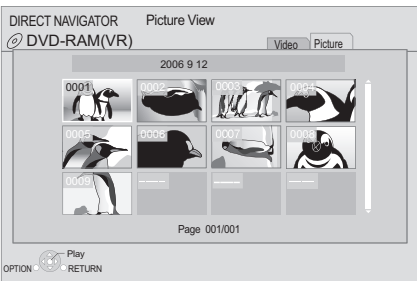 DIRECT NAVIGATOR Picture View
DVD-RAM(VR)
Video Picture
2006 9 12
0001 0002 0003 0004
0005 0006 0007 0008
0009 --- --- ---
Page 001/001
Play
OPTION RETURN